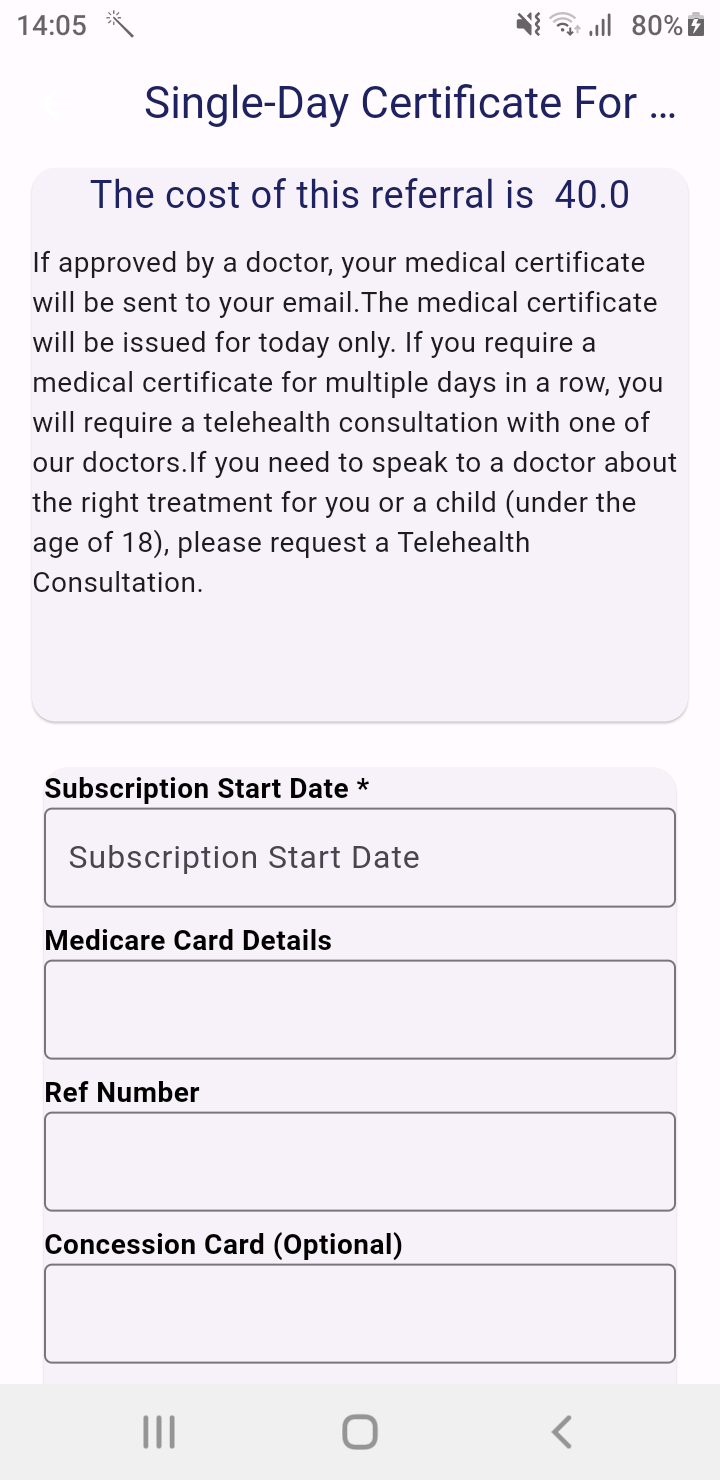 14:05
80%
Single-Day Certificate For ...
The cost of this referral is  40.0
If approved by a doctor, your medical certificate
will be sent to your email.The medical certificate
will be issued for today only. If you require a
medical certificate for multiple days in a row, you
will require a telehealth consultation with one of
our doctors.If you need to speak to a doctor about
the right treatment for you or a child (under the
age of 18), please request a Telehealth
Consultation.
Subscription Start Date *
Subscription Start Date
Medicare Card Details
Ref Number
Concession Card (Optional)